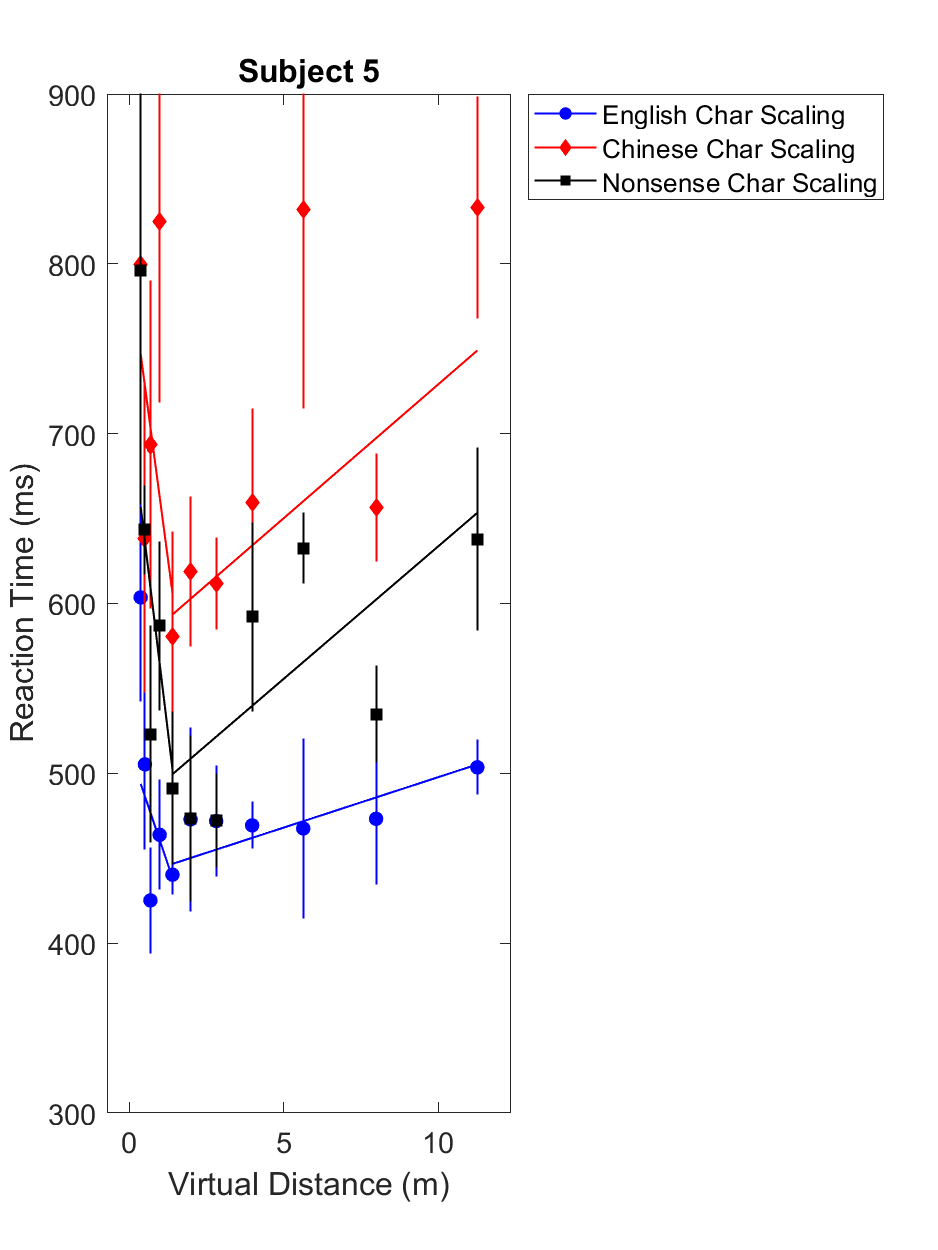 Subject 5
900
800
700
600
500
400
300
0 5 10
Reaction Time (ms)
Virtual Distance (m)
English Char Scaling
Chinese Char Scaling
Nonsense Char Scaling